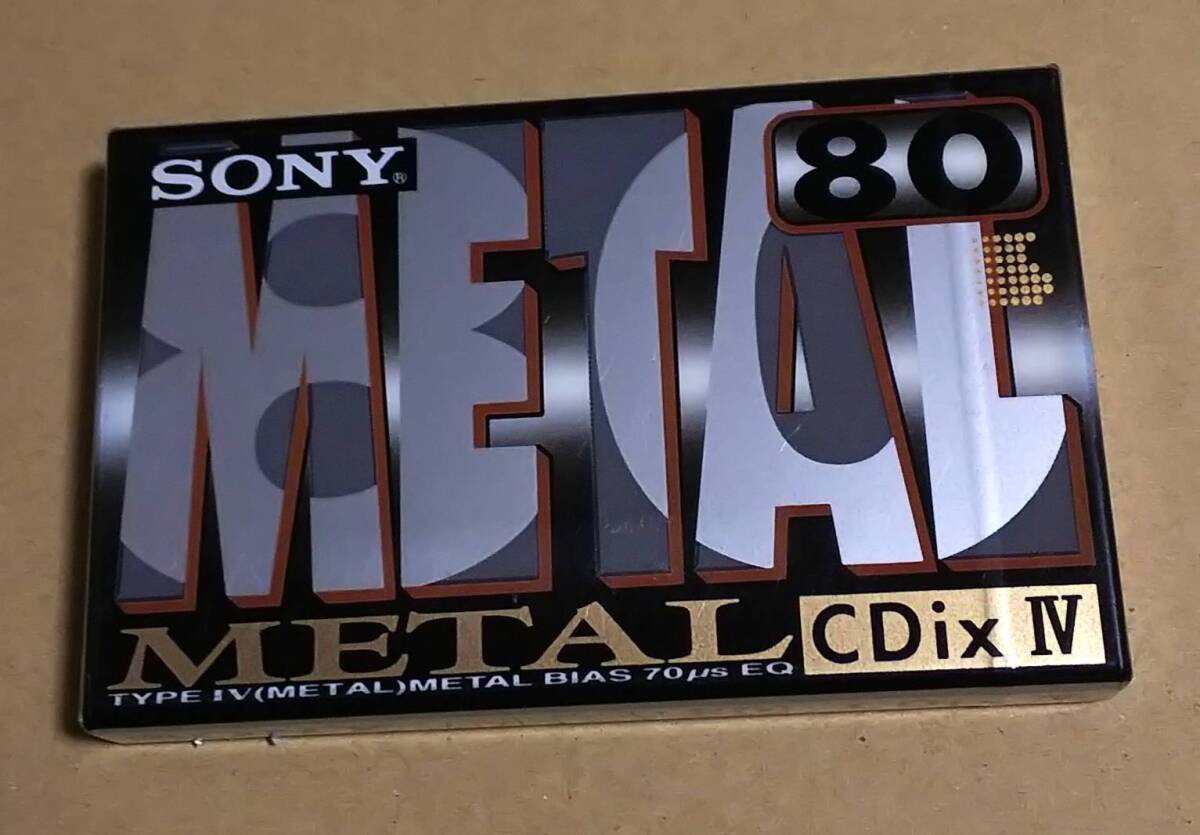 SONY®
80
METAL
METAL
CDix IV
TYPE IV(METAL)METAL BIAS 70μs EQ